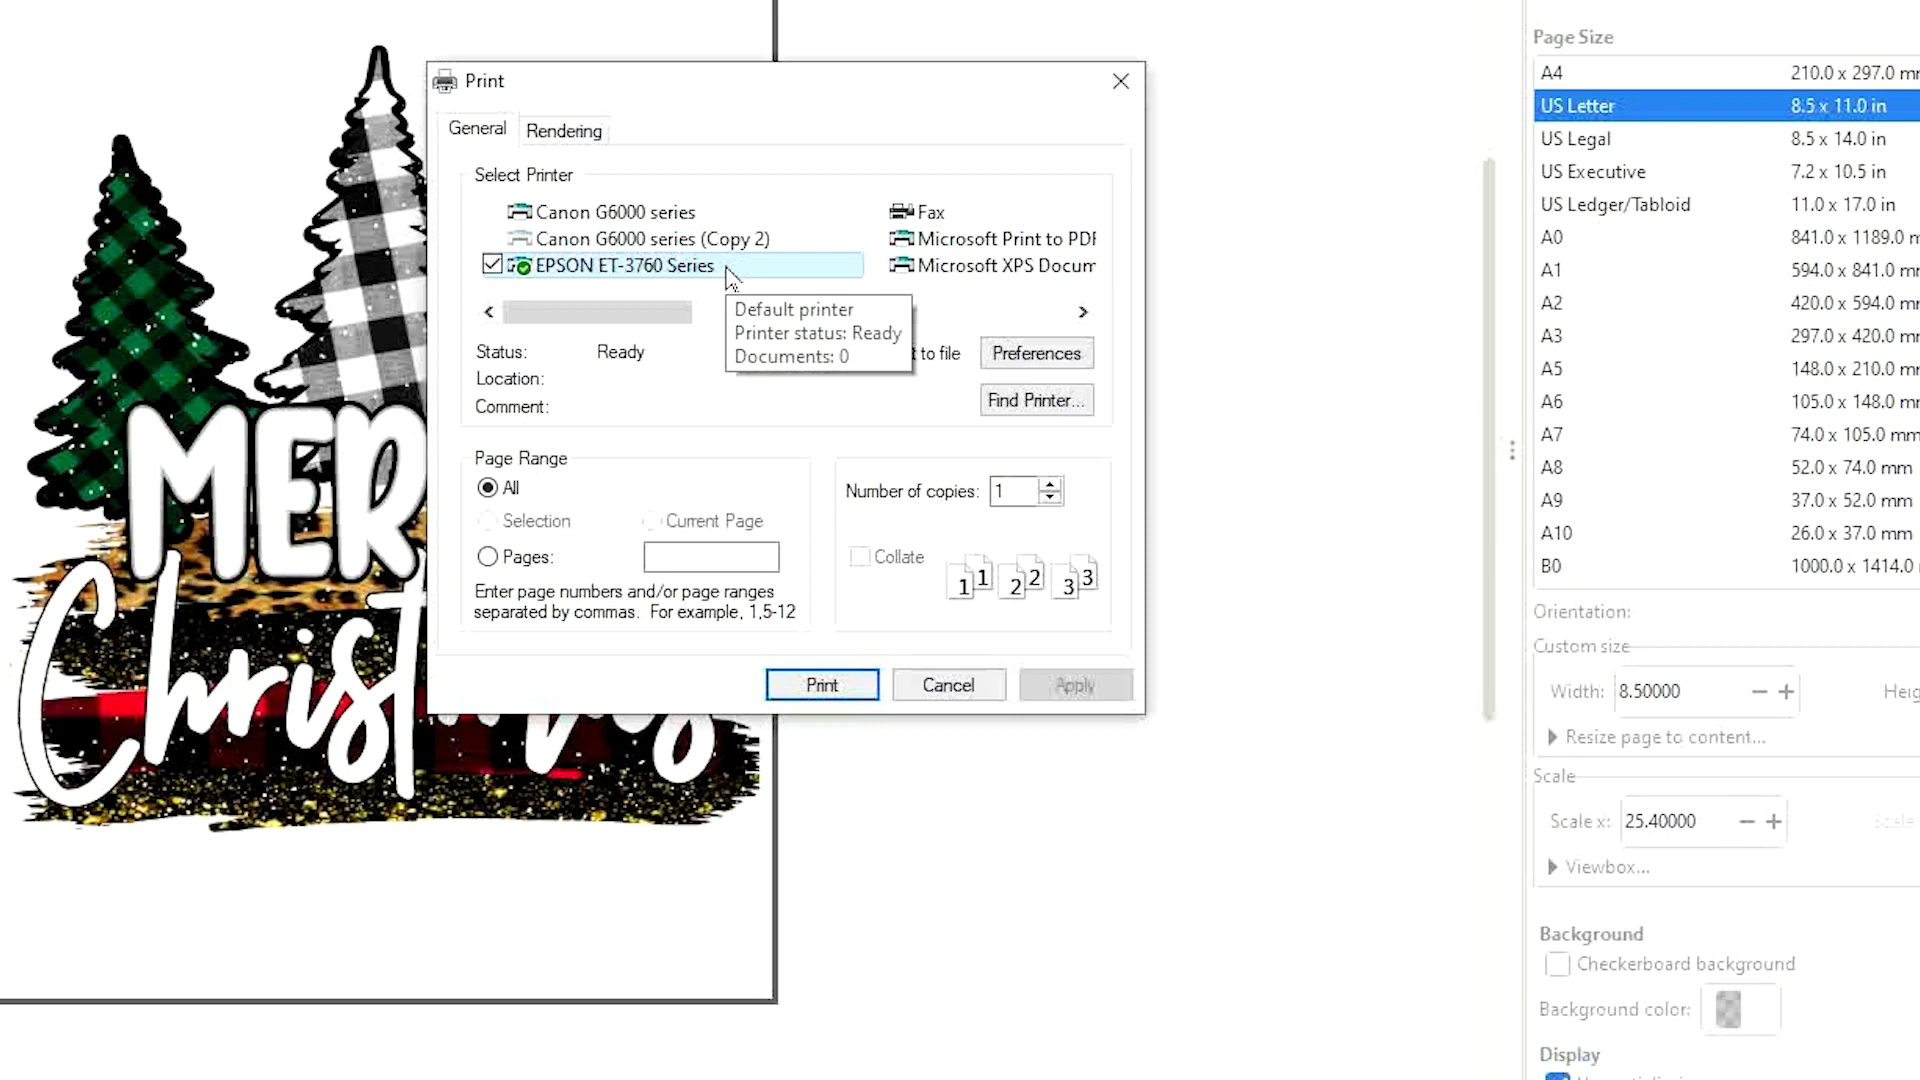 Print
General
Rendering
Select Printer
Canon G6000 series
Canon G6000 series (Copy 2)
EPSON ET-3760 Series
Fax
Microsoft Print to PDF
Microsoft XPS Docum
Default printer
Printer status: Ready
Documents: 0
Status: Ready
t to file
Preferences
Location:
Comment:
Find Printer...
Page Range
All
Selection
Current Page
Pages:
Enter page numbers and/or page ranges
separated by commas. For example, 1,5-12
Number of copies: 1
Collate
1 1 2 2 3 3
Print
Cancel
Apply
MER
Christmas
Page Size
A4 210.0 x 297.0 mm
US Letter 8.5 x 11.0 in
US Legal 8.5 x 14.0 in
US Executive 7.2 x 10.5 in
US Ledger/Tabloid 11.0 x 17.0 in
A0 841.0 x 1189.0 m
A1 594.0 x 841.0 mr
A2 420.0 x 594.0 mr
A3 297.0 x 420.0 mr
A5 148.0 x 210.0 mr
A6 105.0 x 148.0 mr
A7 74.0 x 105.0 mm
A8 52.0 x 74.0 mm
A9 37.0 x 52.0 mm
A10 26.0 x 37.0 mm
B0 1000.0 x 1414.0
Orientation:
Custom size
Width: 8.50000
Heig
Resize page to content...
Scale
Scale x: 25.40000
Scale
Viewbox...
Background
Checkerboard background
Background color:
Display